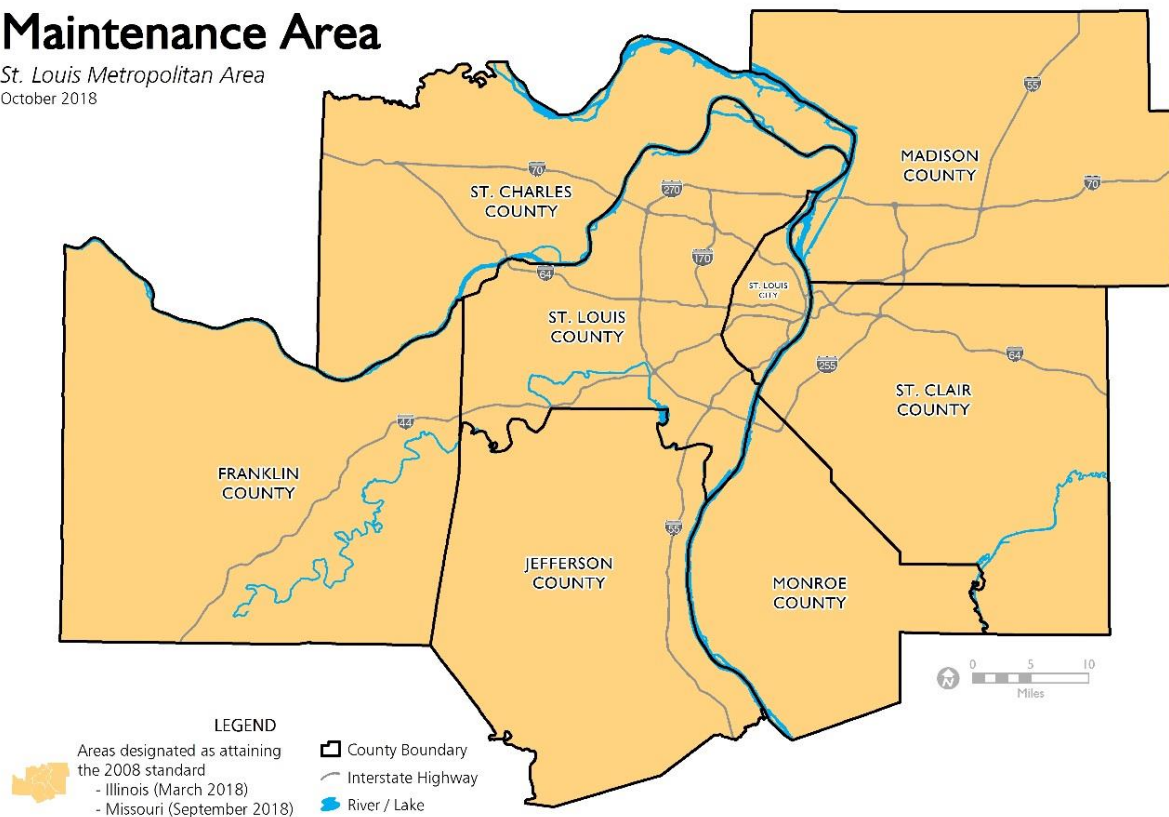 Maintenance Area
St. Louis Metropolitan Area
October 2018
55
MADISON
COUNTY
70
70
270
ST. CHARLES
COUNTY
170
64
ST. LOUIS
CITY
ST. LOUIS
COUNTY
64
255
ST. CLAIR
COUNTY
44
FRANKLIN
COUNTY
55
JEFFERSON
COUNTY
MONROE
COUNTY
N
0 5 10
Miles
LEGEND
Areas designated as attaining
the 2008 standard
- Illinois (March 2018)
- Missouri (September 2018)
County Boundary
Interstate Highway
River / Lake